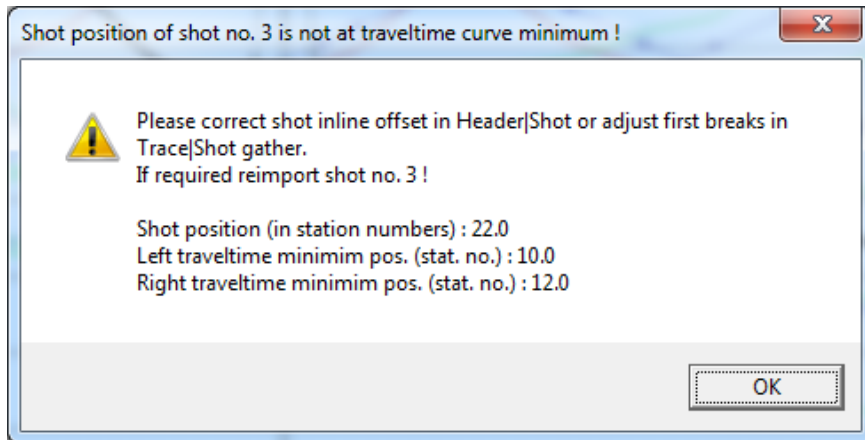 Shot position of shot no. 3 is not at traveltime curve minimum !
Please correct shot inline offset in Header|Shot or adjust first breaks in
Trace|Shot gather.
If required reimport shot no. 3 !
Shot position (in station numbers) : 22.0
Left traveltime minimim pos. (stat. no.) : 10.0
Right traveltime minimim pos. (stat. no.) : 12.0
OK